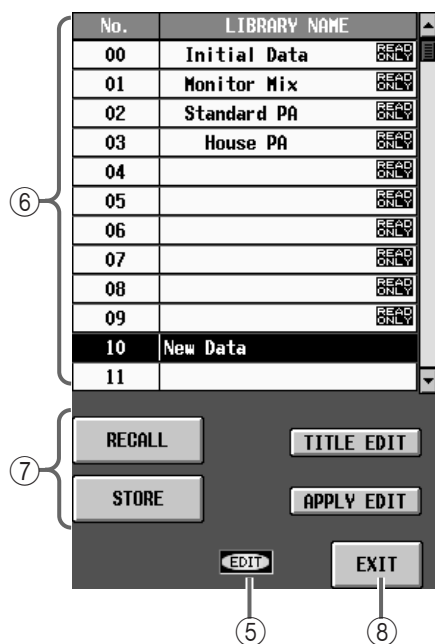 No. LIBRARY NAME
00 Initial Data READ ONLY
01 Monitor Mix READ ONLY
02 Standard PA READ ONLY
03 House PA READ ONLY
04 READ ONLY
05 READ ONLY
⑥ 06 READ ONLY
07 READ ONLY
08 READ ONLY
09 READ ONLY
10 New Data
11
⑦ RECALL TITLE EDIT
STORE APPLY EDIT
EDIT EXIT
⑤ ⑧